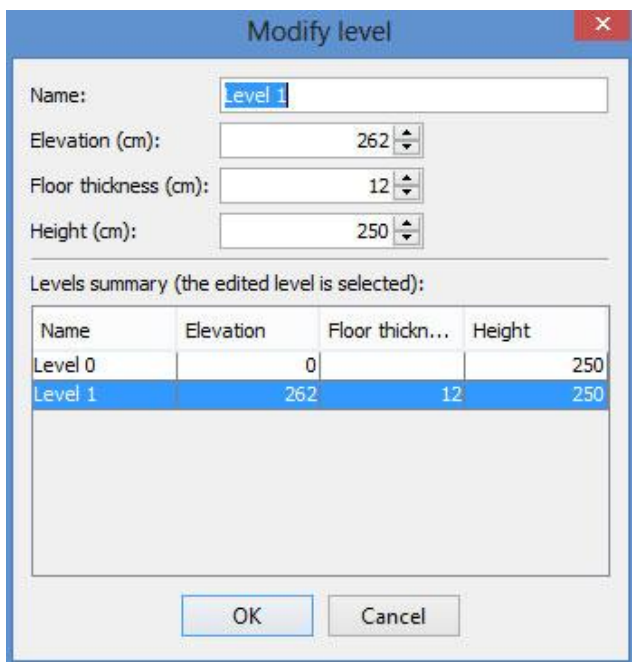 Modify level
Name: Level 1
Elevation (cm): 262
Floor thickness (cm): 12
Height (cm): 250
Levels summary (the edited level is selected):
Name Elevation Floor thickn... Height
Level 0 0 250
Level 1 262 12 250
OK Cancel